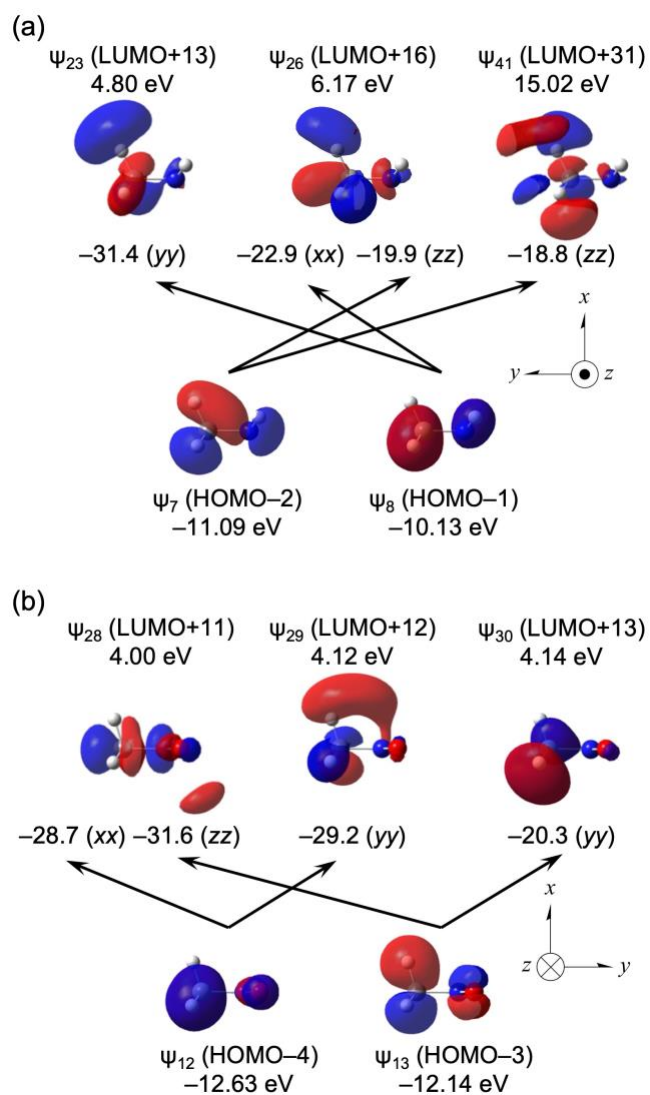 (a)
ψ23 (LUMO+13) ψ26 (LUMO+16) ψ41 (LUMO+31)
4.80 eV 6.17 eV 15.02 eV
–31.4 (yy) –22.9 (xx) –19.9 (zz) –18.8 (zz)
x
y z
ψ7 (HOMO–2) ψ8 (HOMO–1)
–11.09 eV –10.13 eV
(b)
ψ28 (LUMO+11) ψ29 (LUMO+12) ψ30 (LUMO+13)
4.00 eV 4.12 eV 4.14 eV
–28.7 (xx) –31.6 (zz) –29.2 (yy) –20.3 (yy)
x
z y
ψ12 (HOMO–4) ψ13 (HOMO–3)
–12.63 eV –12.14 eV